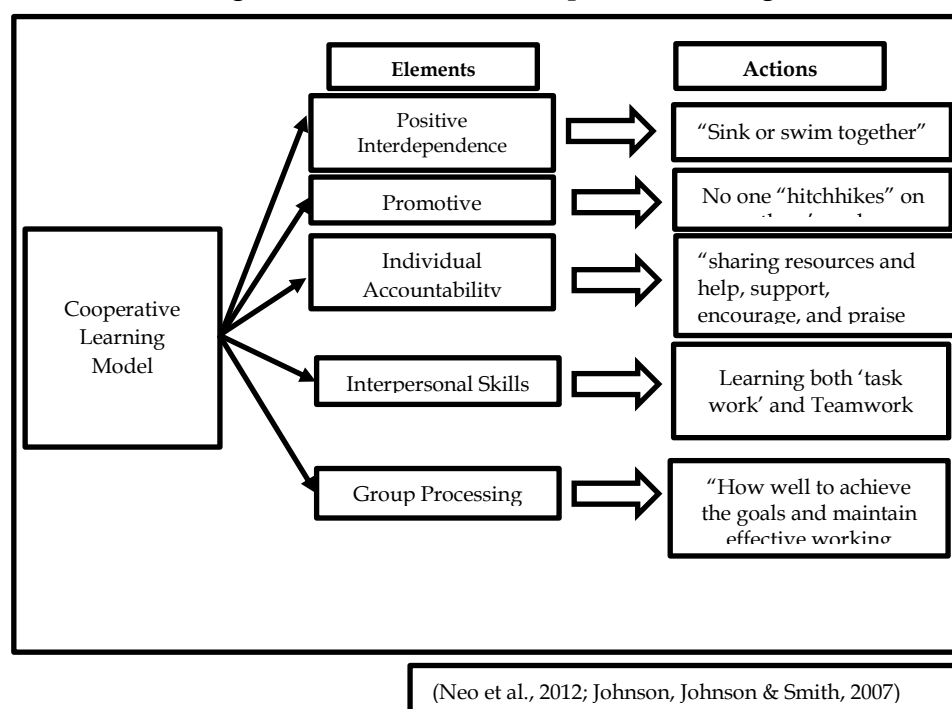 Elements
Actions
Positive
Interdependence
"Sink or swim together"
Promotive
No one "hitchhikes" on
Individual
Accountability
"sharing resources and
help, support,
encourage, and praise
Cooperative
Learning
Model
Interpersonal Skills
Learning both 'task
work' and Teamwork
Group Processing
"How well to achieve
the goals and maintain
effective working
(Neo et al., 2012; Johnson, Johnson & Smith, 2007)